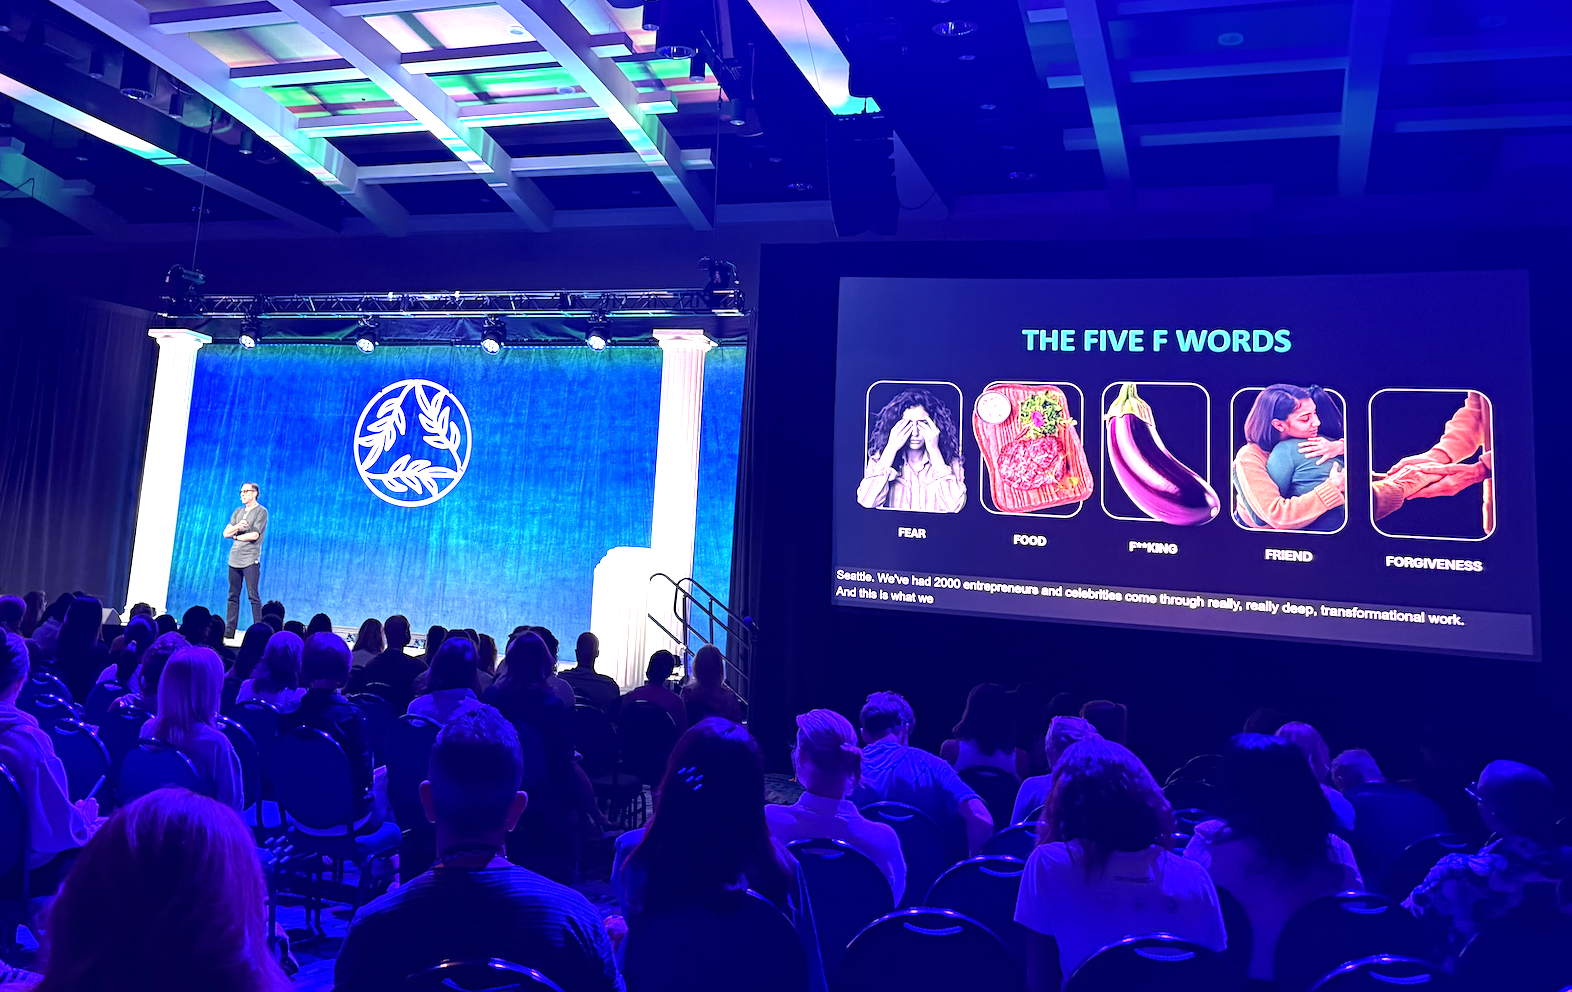 THE FIVE F WORDS
FEAR
FOOD
F**KING
FRIEND
FORGIVENESS
Seattle. We've had 2000 entrepreneurs and celebrities come through really, really deep, transformational work.
And this is what we